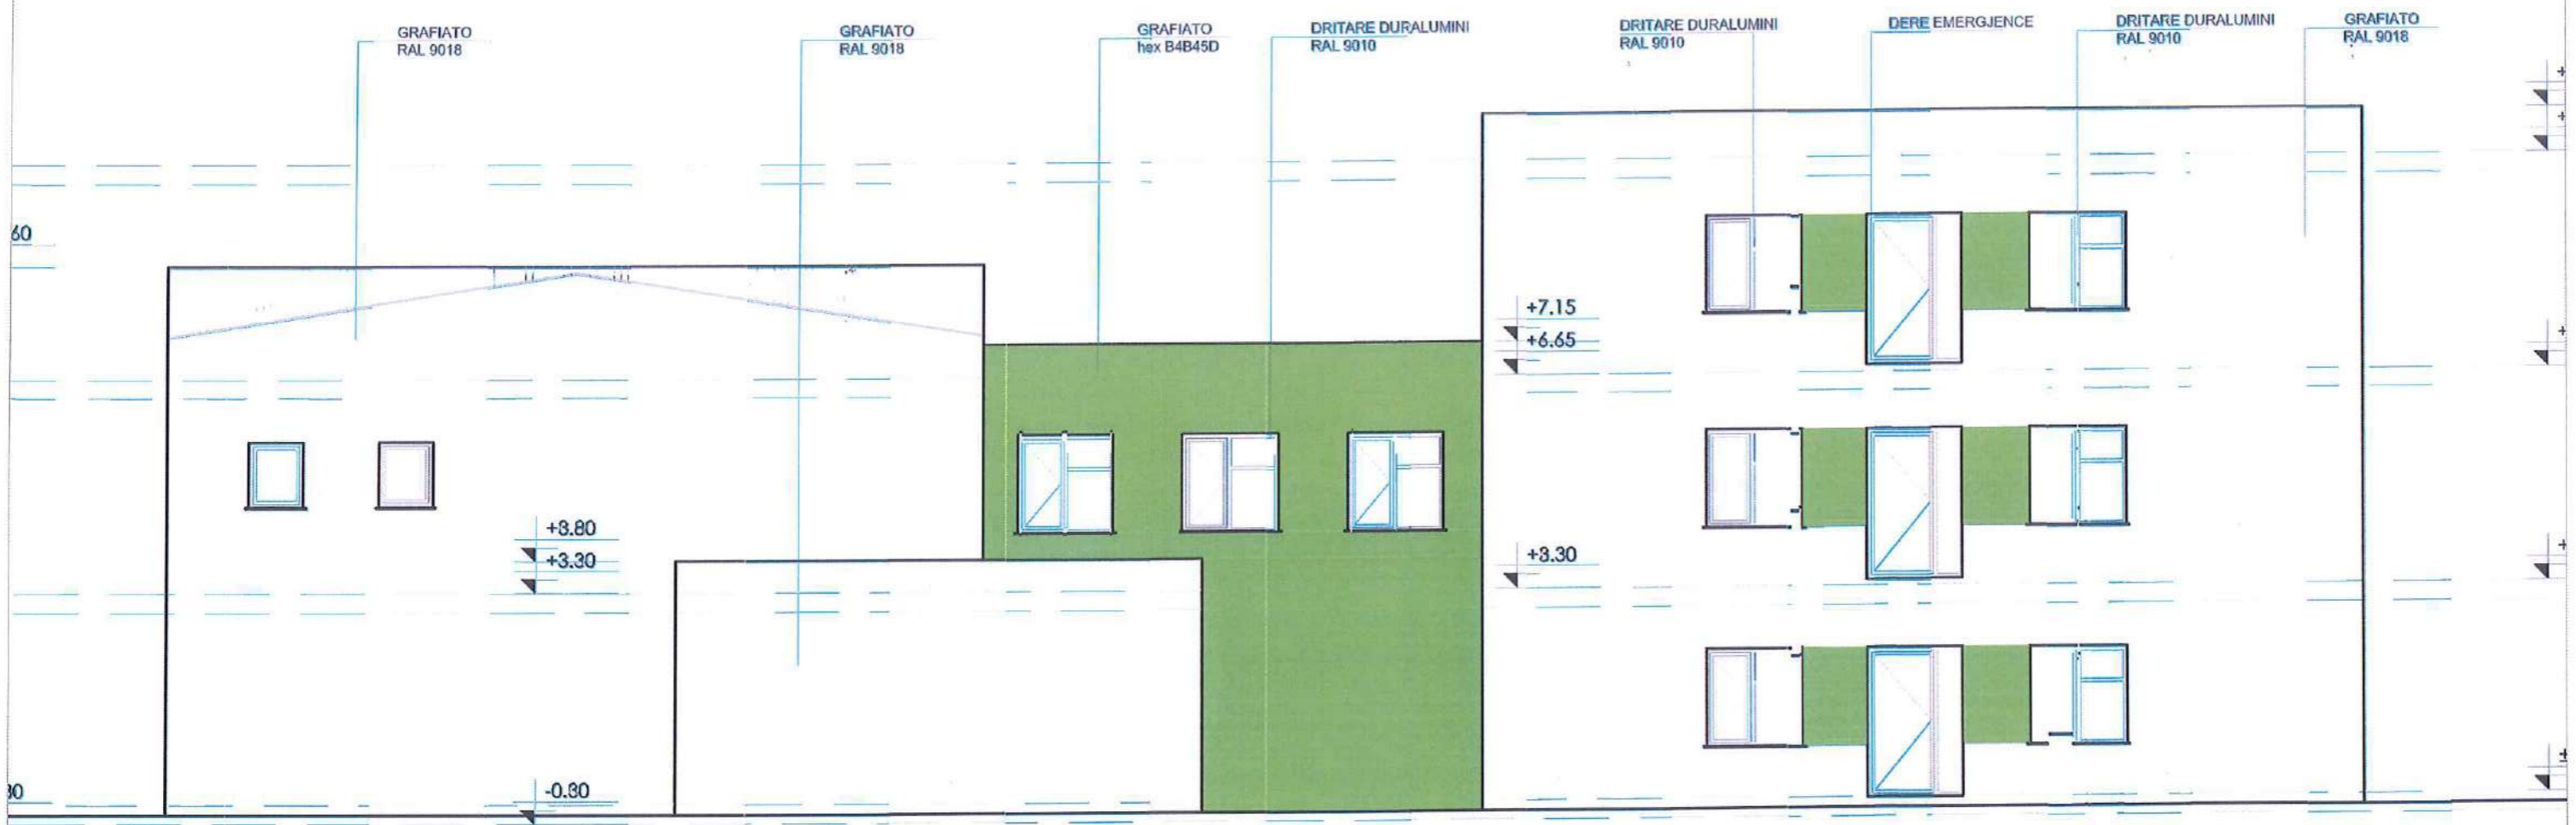 GRAFIATO
RAL 9018
GRAFIATO
RAL 9018
GRAFIATO
hex B4B45D
DRITARE DURALUMINI
RAL 9010
DRITARE DURALUMINI
RAL 9010
DERE EMERGJENCE
DRITARE DURALUMINI
RAL 9010
GRAFIATO
RAL 9018
60
+7.15
+6.65
+3.80
+3.30
+3.30
-0.30